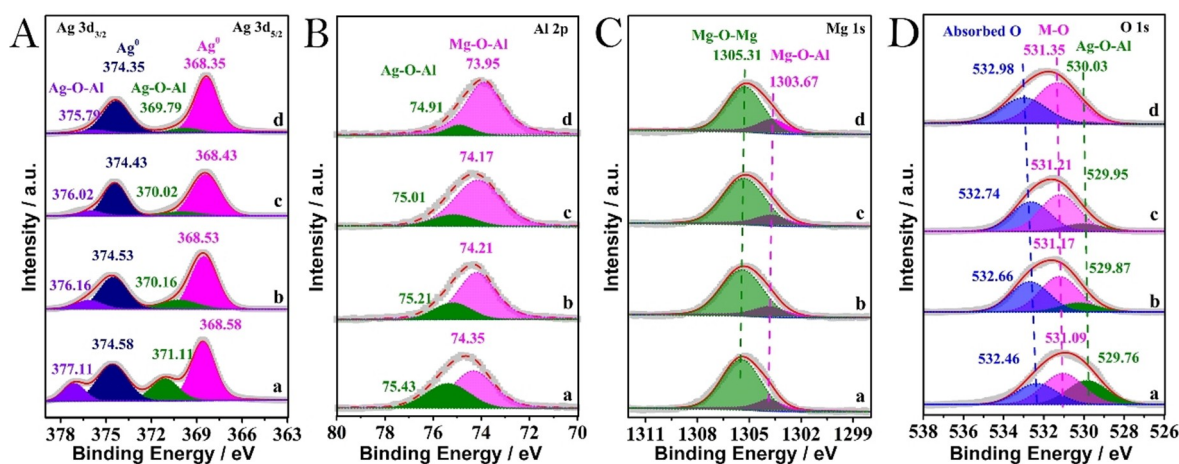 A
Ag 3d3/2
Ag 3d5/2
Ag0
374.35
Ag0
368.35
Ag-O-Al
375.79
Ag-O-Al
369.79
d
376.02
374.43
370.02
368.43
c
376.16
374.53
370.16
368.53
b
377.11
374.58
371.11
368.58
a
378
375
372
369
366
363
Binding Energy / eV
Intensity / a.u.
B
Al 2p
Mg-O-Al
73.95
Ag-O-Al
74.91
d
74.17
75.01
c
74.21
75.21
b
74.35
75.43
a
80
78
76
74
72
70
Binding Energy / eV
Intensity / a.u.
C
Mg 1s
Mg-O-Mg
1305.31
Mg-O-Al
1303.67
d
c
b
a
1311
1308
1305
1302
1299
Binding Energy / eV
Intensity / a.u.
D
O 1s
Absorbed O
532.98
M-O
531.35
Ag-O-Al
530.03
d
532.74
531.21
529.95
c
532.66
531.17
529.87
b
532.46
531.09
529.76
a
538
536
534
532
530
528
526
Binding Energy / eV
Intensity / a.u.